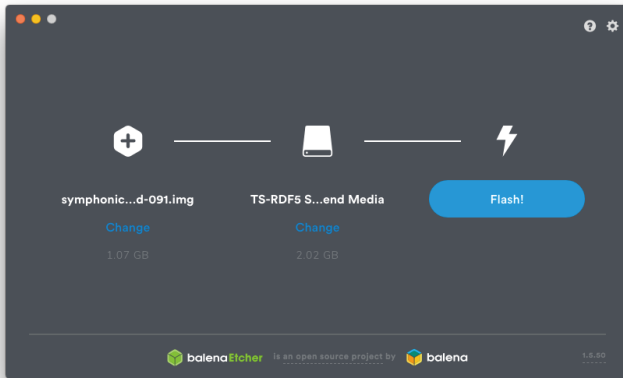 symphonic...d-091.img
TS-RDF5 S...end Media
Flash!
Change
Change
1.07 GB
2.02 GB
balenaEtcher is an open source project by balena
1.5.50